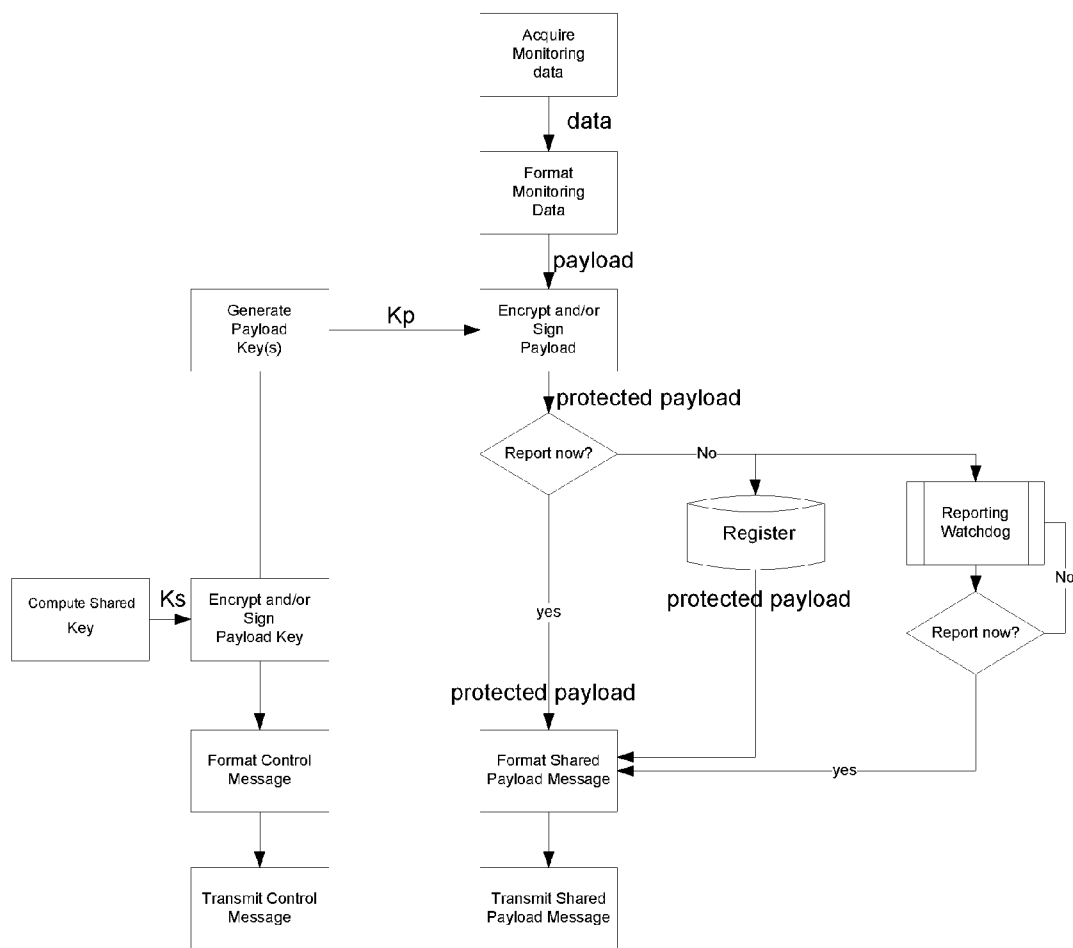 Acquire
Monitoring
data
data
Format
Monitoring
Data
payload
Generate
Payload
Key(s)
Kp
Encrypt and/or
Sign
Payload
protected payload
Report now?
No
Register
Reporting
Watchdog
No
Compute Shared
Key
Ks
Encrypt and/or
Sign
Payload Key
yes
protected payload
Report now?
protected payload
Format Control
Message
Format Shared
Payload Message
yes
Transmit Control
Message
Transmit Shared
Payload Message